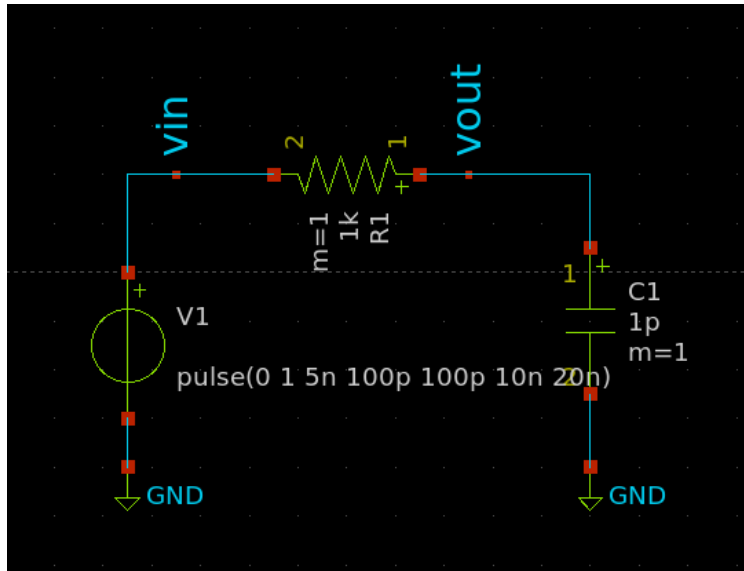 vin
2
1
vout
m=1
1k
R1
+
+
V1
pulse(0 1 5n 100p 100p 10n 20n)
1
+
C1
1p
m=1
2
GND
GND